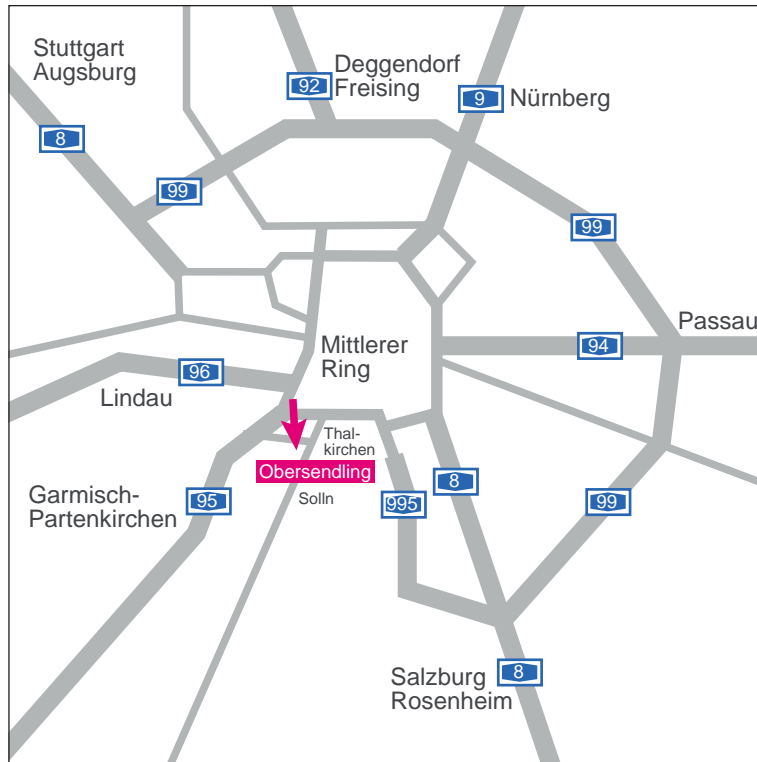 Stuttgart
Augsburg
Deggendorf
Freising
92
9
Nürnberg
8
99
99
Passau
94
Mittlerer
Ring
96
Lindau
Thal-
kirchen
Obersendling
Solln
8
Garmisch-
Partenkirchen
95
995
99
Salzburg
Rosenheim
8